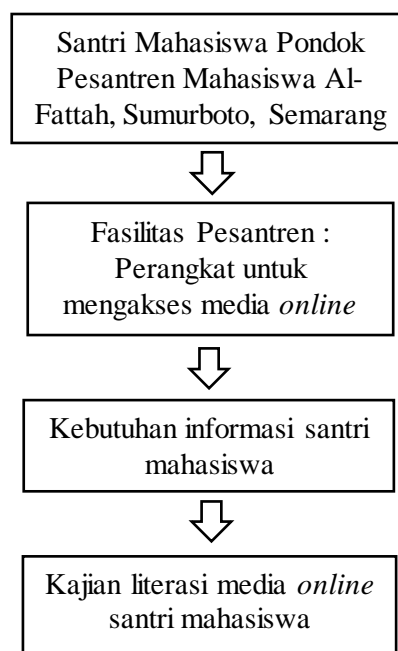 Santri Mahasiswa Pondok
Pesantren Mahasiswa Al-
Fattah, Sumurboto, Semarang
Fasilitas Pesantren :
Perangkat untuk
mengakses media online
Kebutuhan informasi santri
mahasiswa
Kajian literasi media online
santri mahasiswa